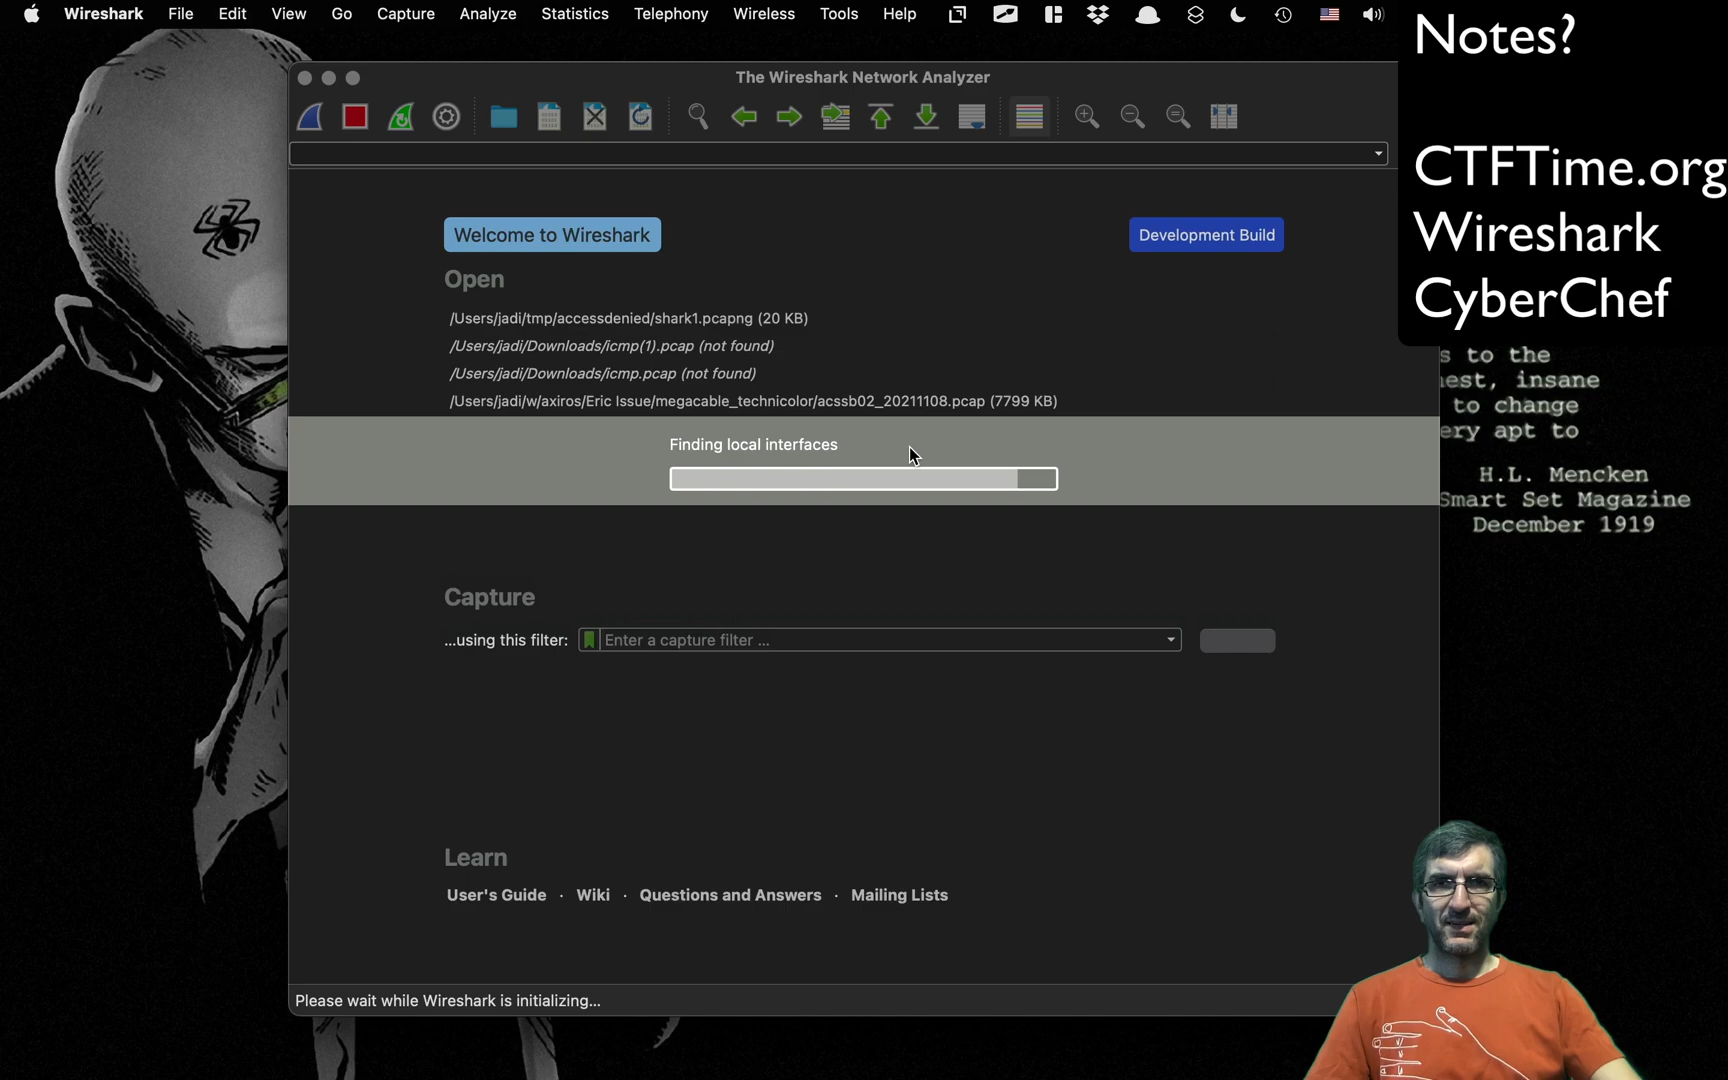 Wireshark File Edit View Go Capture Analyze Statistics Telephony Wireless Tools Help
Notes?
The Wireshark Network Analyzer
CTFTime.org
Wireshark
CyberChef
Welcome to Wireshark
Development Build
Open
/Users/jadi/tmp/accessdenied/shark1.pcapng (20 KB)
/Users/jadi/Downloads/icmp(1).pcap (not found)
/Users/jadi/Downloads/icmp.pcap (not found)
/Users/jadi/w/axiros/Eric Issue/megacable_technicolor/acssb02_20211108.pcap (7799 KB)
s to the
est, insane
to change
ery apt to
H.L. Mencken
Smart Set Magazine
December 1919
Finding local interfaces
Capture
...using this filter: Enter a capture filter ...
Learn
User's Guide · Wiki · Questions and Answers · Mailing Lists
Please wait while Wireshark is initializing...